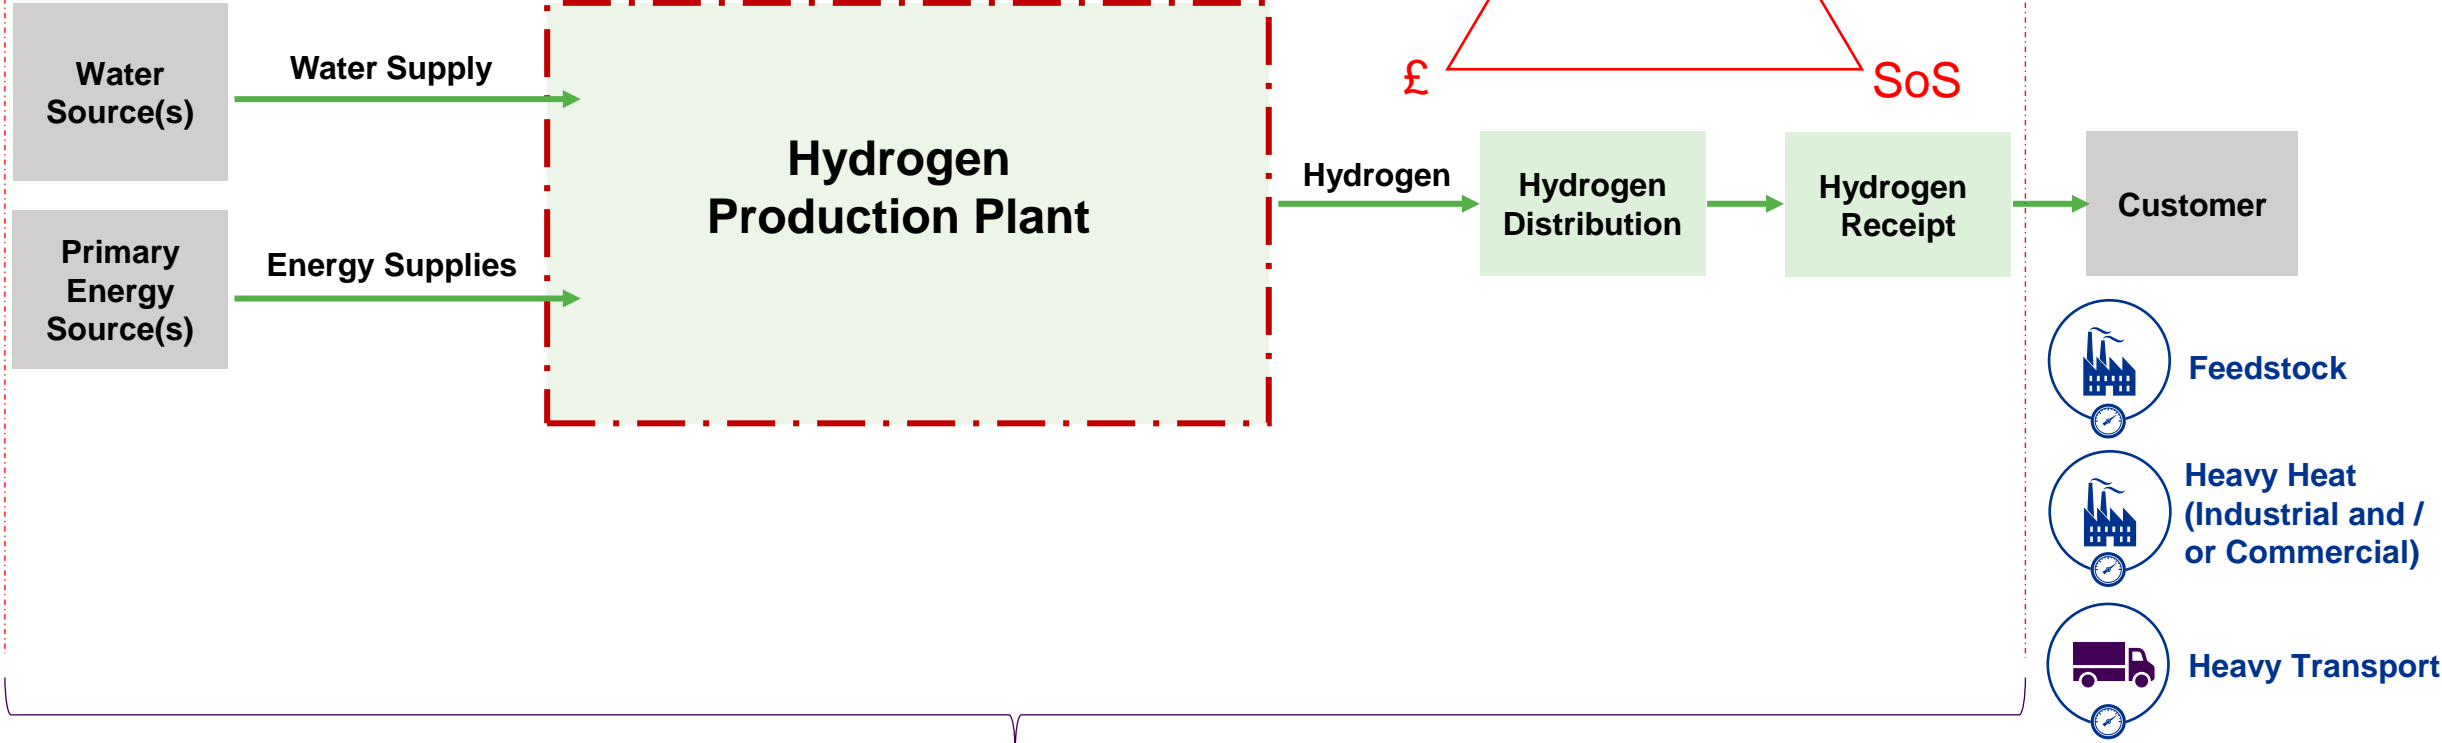 Water
Source(s)
Water Supply
Primary
Energy
Source(s)
Energy Supplies
Hydrogen
Production Plant
£
SoS
Hydrogen
Hydrogen
Distribution
Hydrogen
Receipt
Customer
Feedstock
Heavy Heat
(Industrial and /
or Commercial)
Heavy Transport